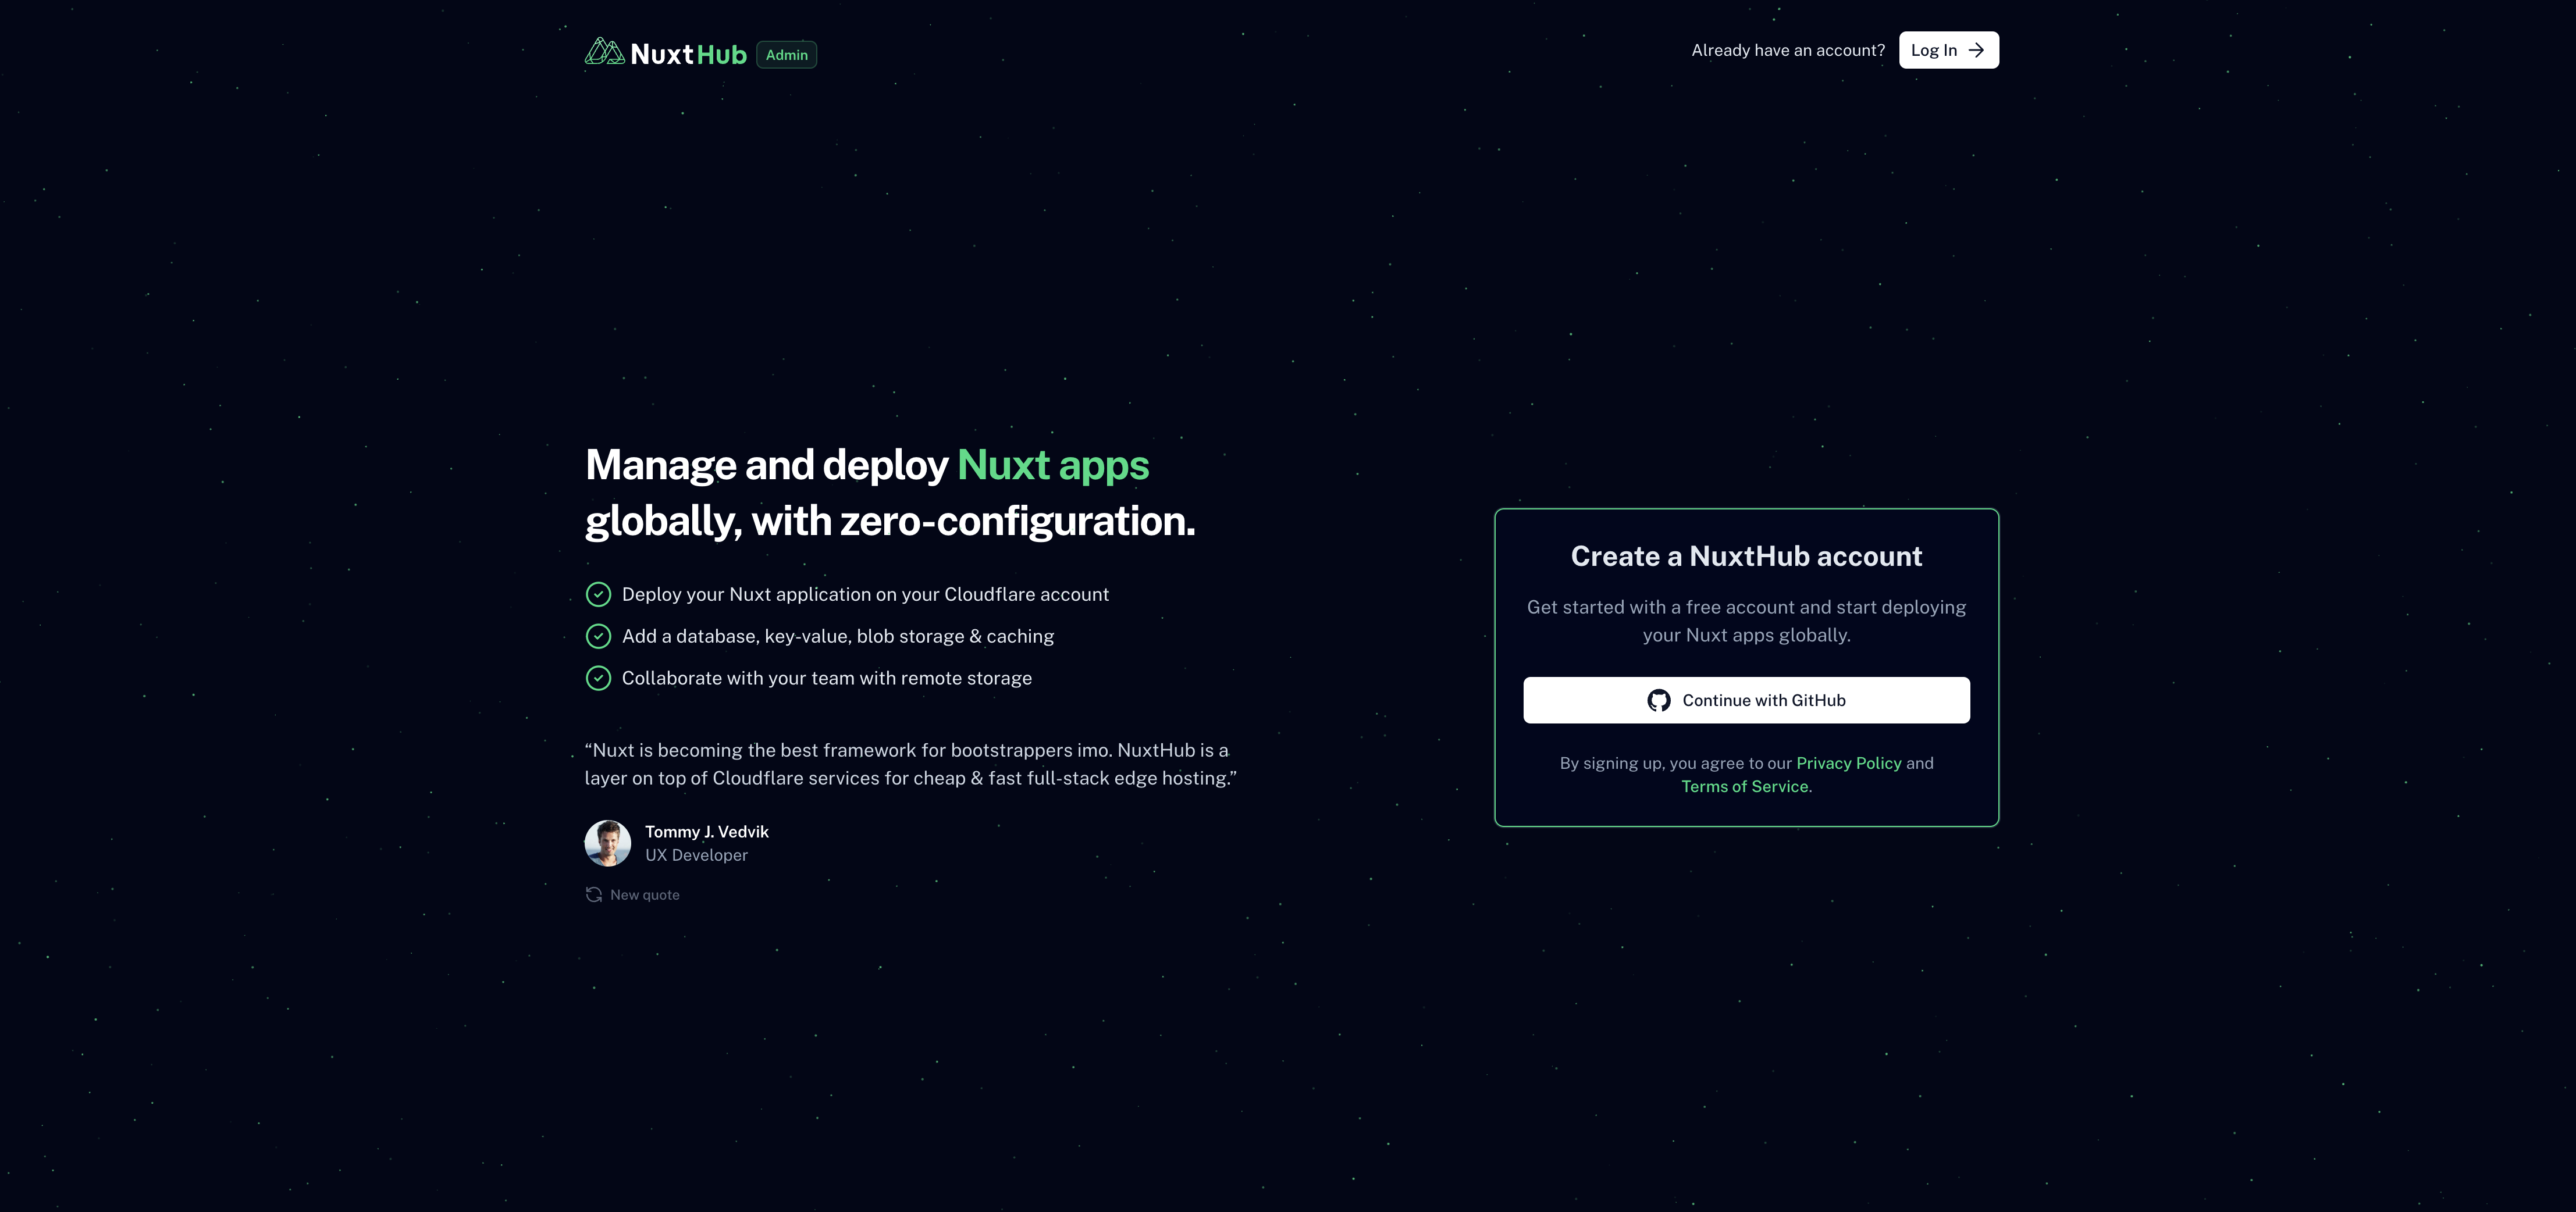 NuxtHub Admin
Already have an account? Log In
Manage and deploy Nuxt apps
globally, with zero-configuration.
Deploy your Nuxt application on your Cloudflare account
Add a database, key-value, blob storage & caching
Collaborate with your team with remote storage
“Nuxt is becoming the best framework for bootstrappers imo. NuxtHub is a
layer on top of Cloudflare services for cheap & fast full-stack edge hosting.”
Tommy J. Vedvik
UX Developer
New quote
Create a NuxtHub account
Get started with a free account and start deploying
your Nuxt apps globally.
Continue with GitHub
By signing up, you agree to our Privacy Policy and
Terms of Service.